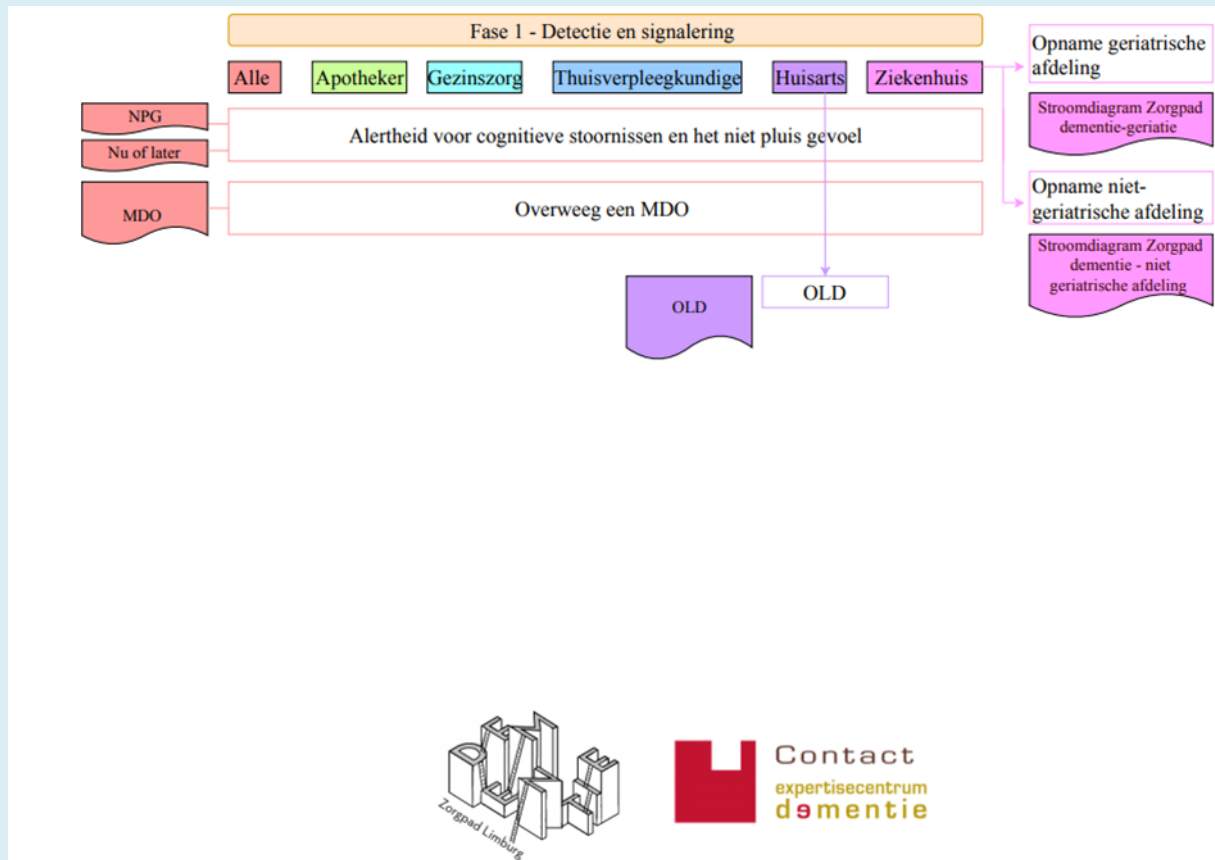 Fase 1 - Detectie en signalering
Alle
Apotheker
Gezinszorg
Thuisverpleegkundige
Huisarts
Ziekenhuis
Opname geriatrische
afdeling
Stroomdiagram Zorgpad
dementie-geriatie
NPG
Nu of later
Alertheid voor cognitieve stoornissen en het niet pluis gevoel
Opname niet-
geriatrische afdeling
MDO
Overweeg een MDO
Stroomdiagram Zorgpad
dementie - niet
geriatrische afdeling
OLD
OLD
DEMENTIE
Zorgpad Limburg
Contact
expertisecentrum
dementie